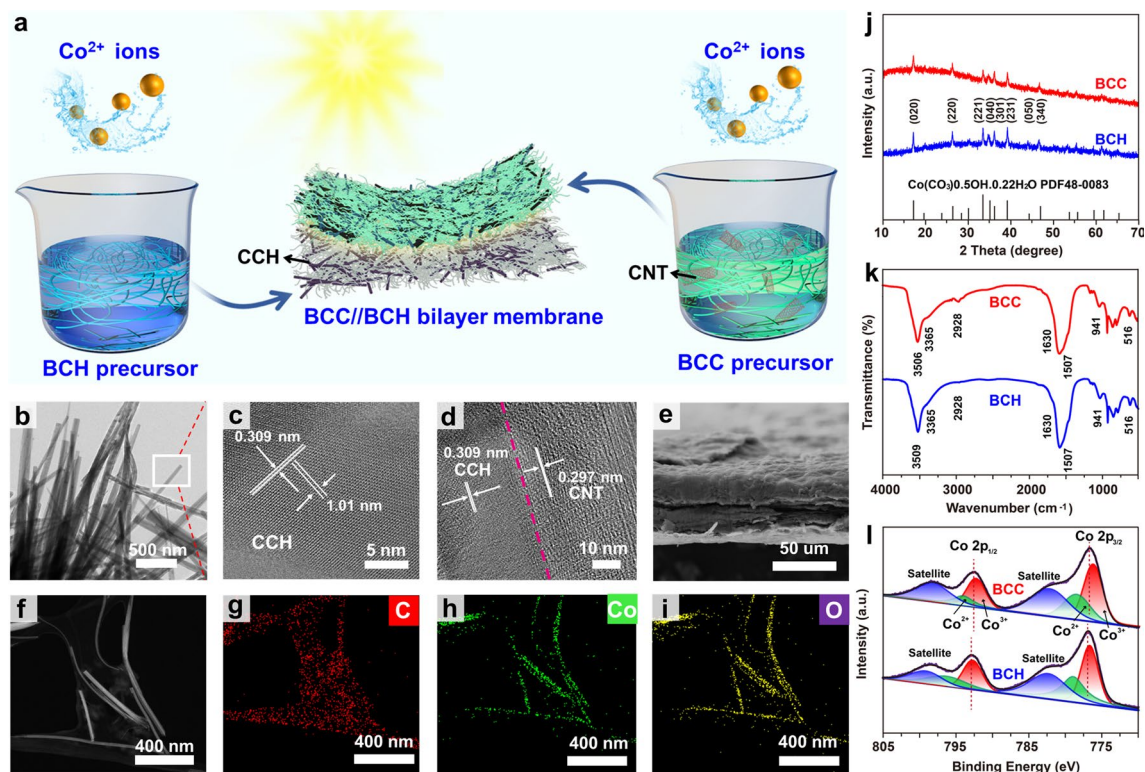 a
Co²⁺ ions
Co²⁺ ions
CCH
CNT
BCH precursor
BCC//BCH bilayer membrane
BCC precursor
b
500 nm
c
0.309 nm
1.01 nm
CCH
5 nm
d
0.309 nm
CCH
0.297 nm
CNT
10 nm
e
50 um
f
400 nm
g
C
400 nm
h
Co
400 nm
i
O
400 nm
j
Intensity (a.u.)
BCC
(020)
(220)
(221)
(040)
(301)
(231)
(050)
(340)
BCH
Co(CO₃)0.5OH.0.22H₂O PDF48-0083
10 20 30 40 50 60 70
2 Theta (degree)
k
Transmittance (%)
BCC
3506
3365
2928
1630
1507
941
516
BCH
3509
3365
2928
1630
1507
941
516
4000 3000 2000 1000
Wavenumber (cm⁻¹)
l
Intensity (a.u.)
Co 2p₁/₂
Co 2p₃/₂
Satellite
Satellite
BCC
Co²⁺
Co³⁺
Co²⁺
Co³⁺
Satellite
Satellite
BCH
805 795 785 775
Binding Energy (eV)